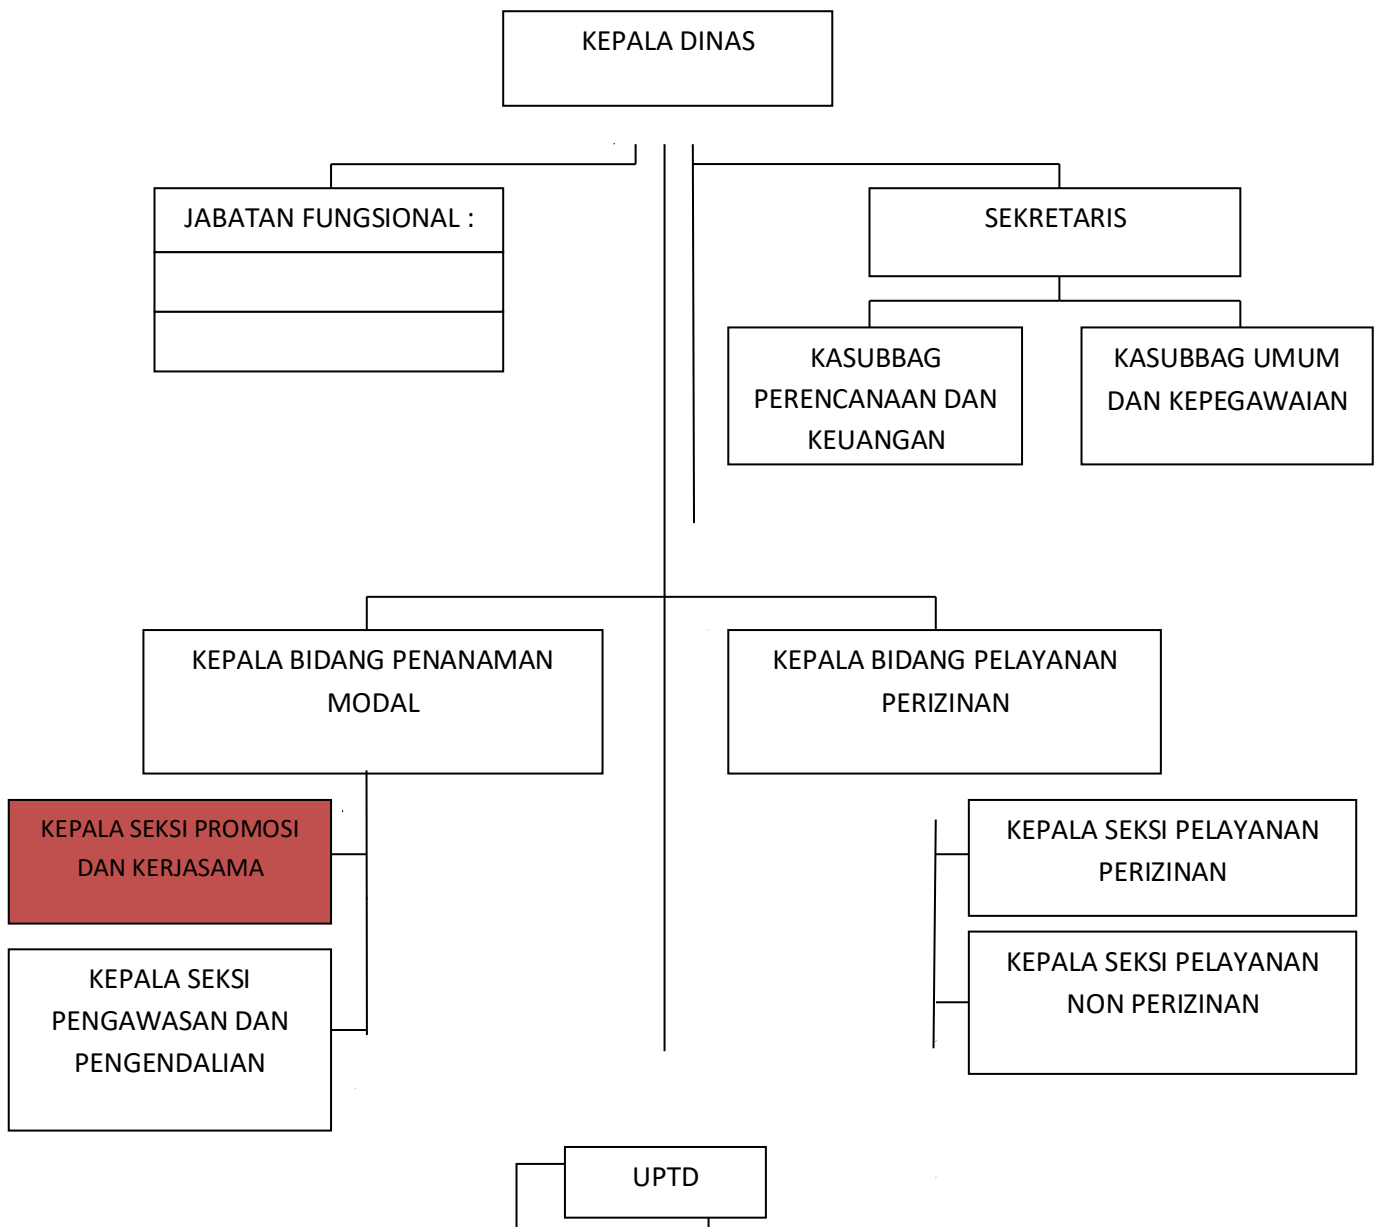 KEPALA DINAS
JABATAN FUNGSIONAL :
SEKRETARIS
KASUBBAG
PERENCANAAN DAN
KEUANGAN
KASUBBAG UMUM
DAN KEPEGAWAIAN
KEPALA BIDANG PENANAMAN
MODAL
KEPALA BIDANG PELAYANAN
PERIZINAN
KEPALA SEKSI PROMOSI
DAN KERJASAMA
KEPALA SEKSI PELAYANAN
PERIZINAN
KEPALA SEKSI
PENGAWASAN DAN
PENGENDALIAN
KEPALA SEKSI PELAYANAN
NON PERIZINAN
UPTD